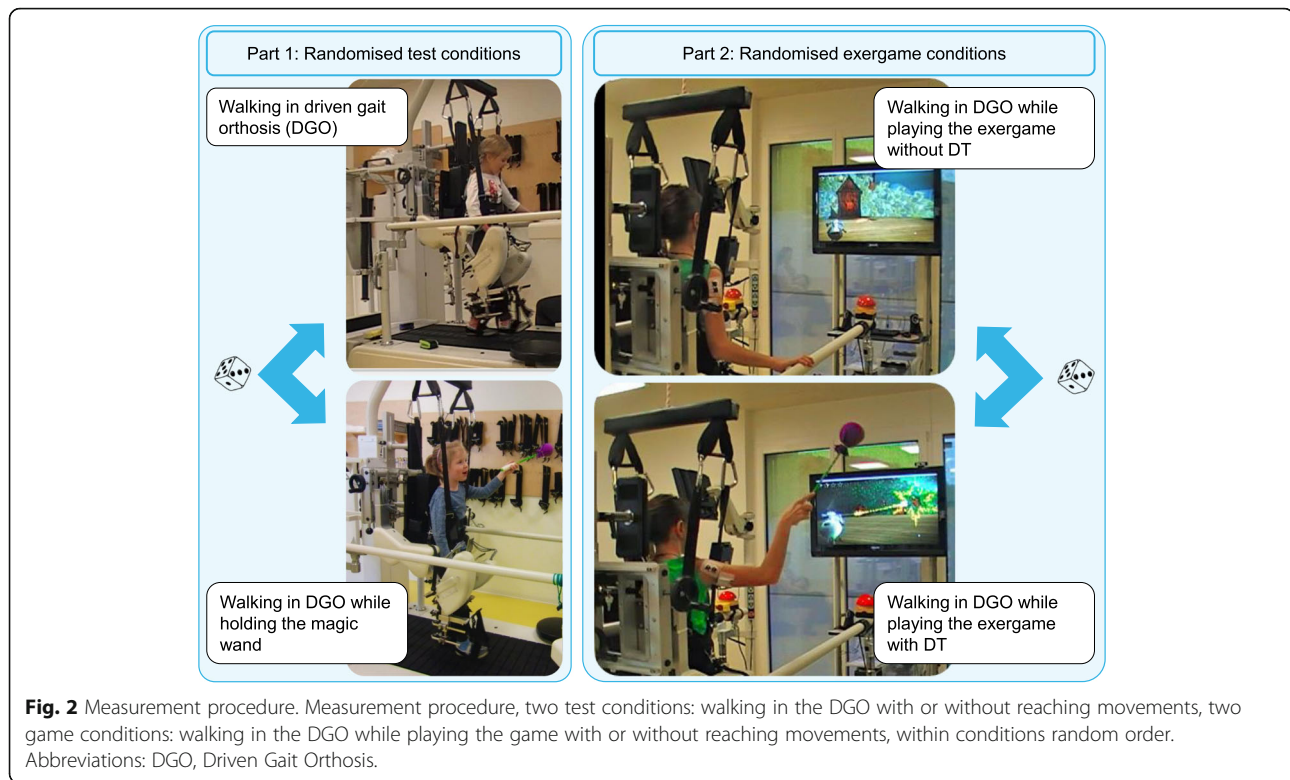 Part 1: Randomised test conditions
Walking in driven gait
orthosis (DGO)
Walking in DGO while
holding the magic
wand
Part 2: Randomised exergame conditions
Walking in DGO while
playing the exergame
without DT
Walking in DGO while
playing the exergame
with DT
Fig. 2 Measurement procedure. Measurement procedure, two test conditions: walking in the DGO with or without reaching movements, two
game conditions: walking in the DGO while playing the game with or without reaching movements, within conditions random order.
Abbreviations: DGO, Driven Gait Orthosis.